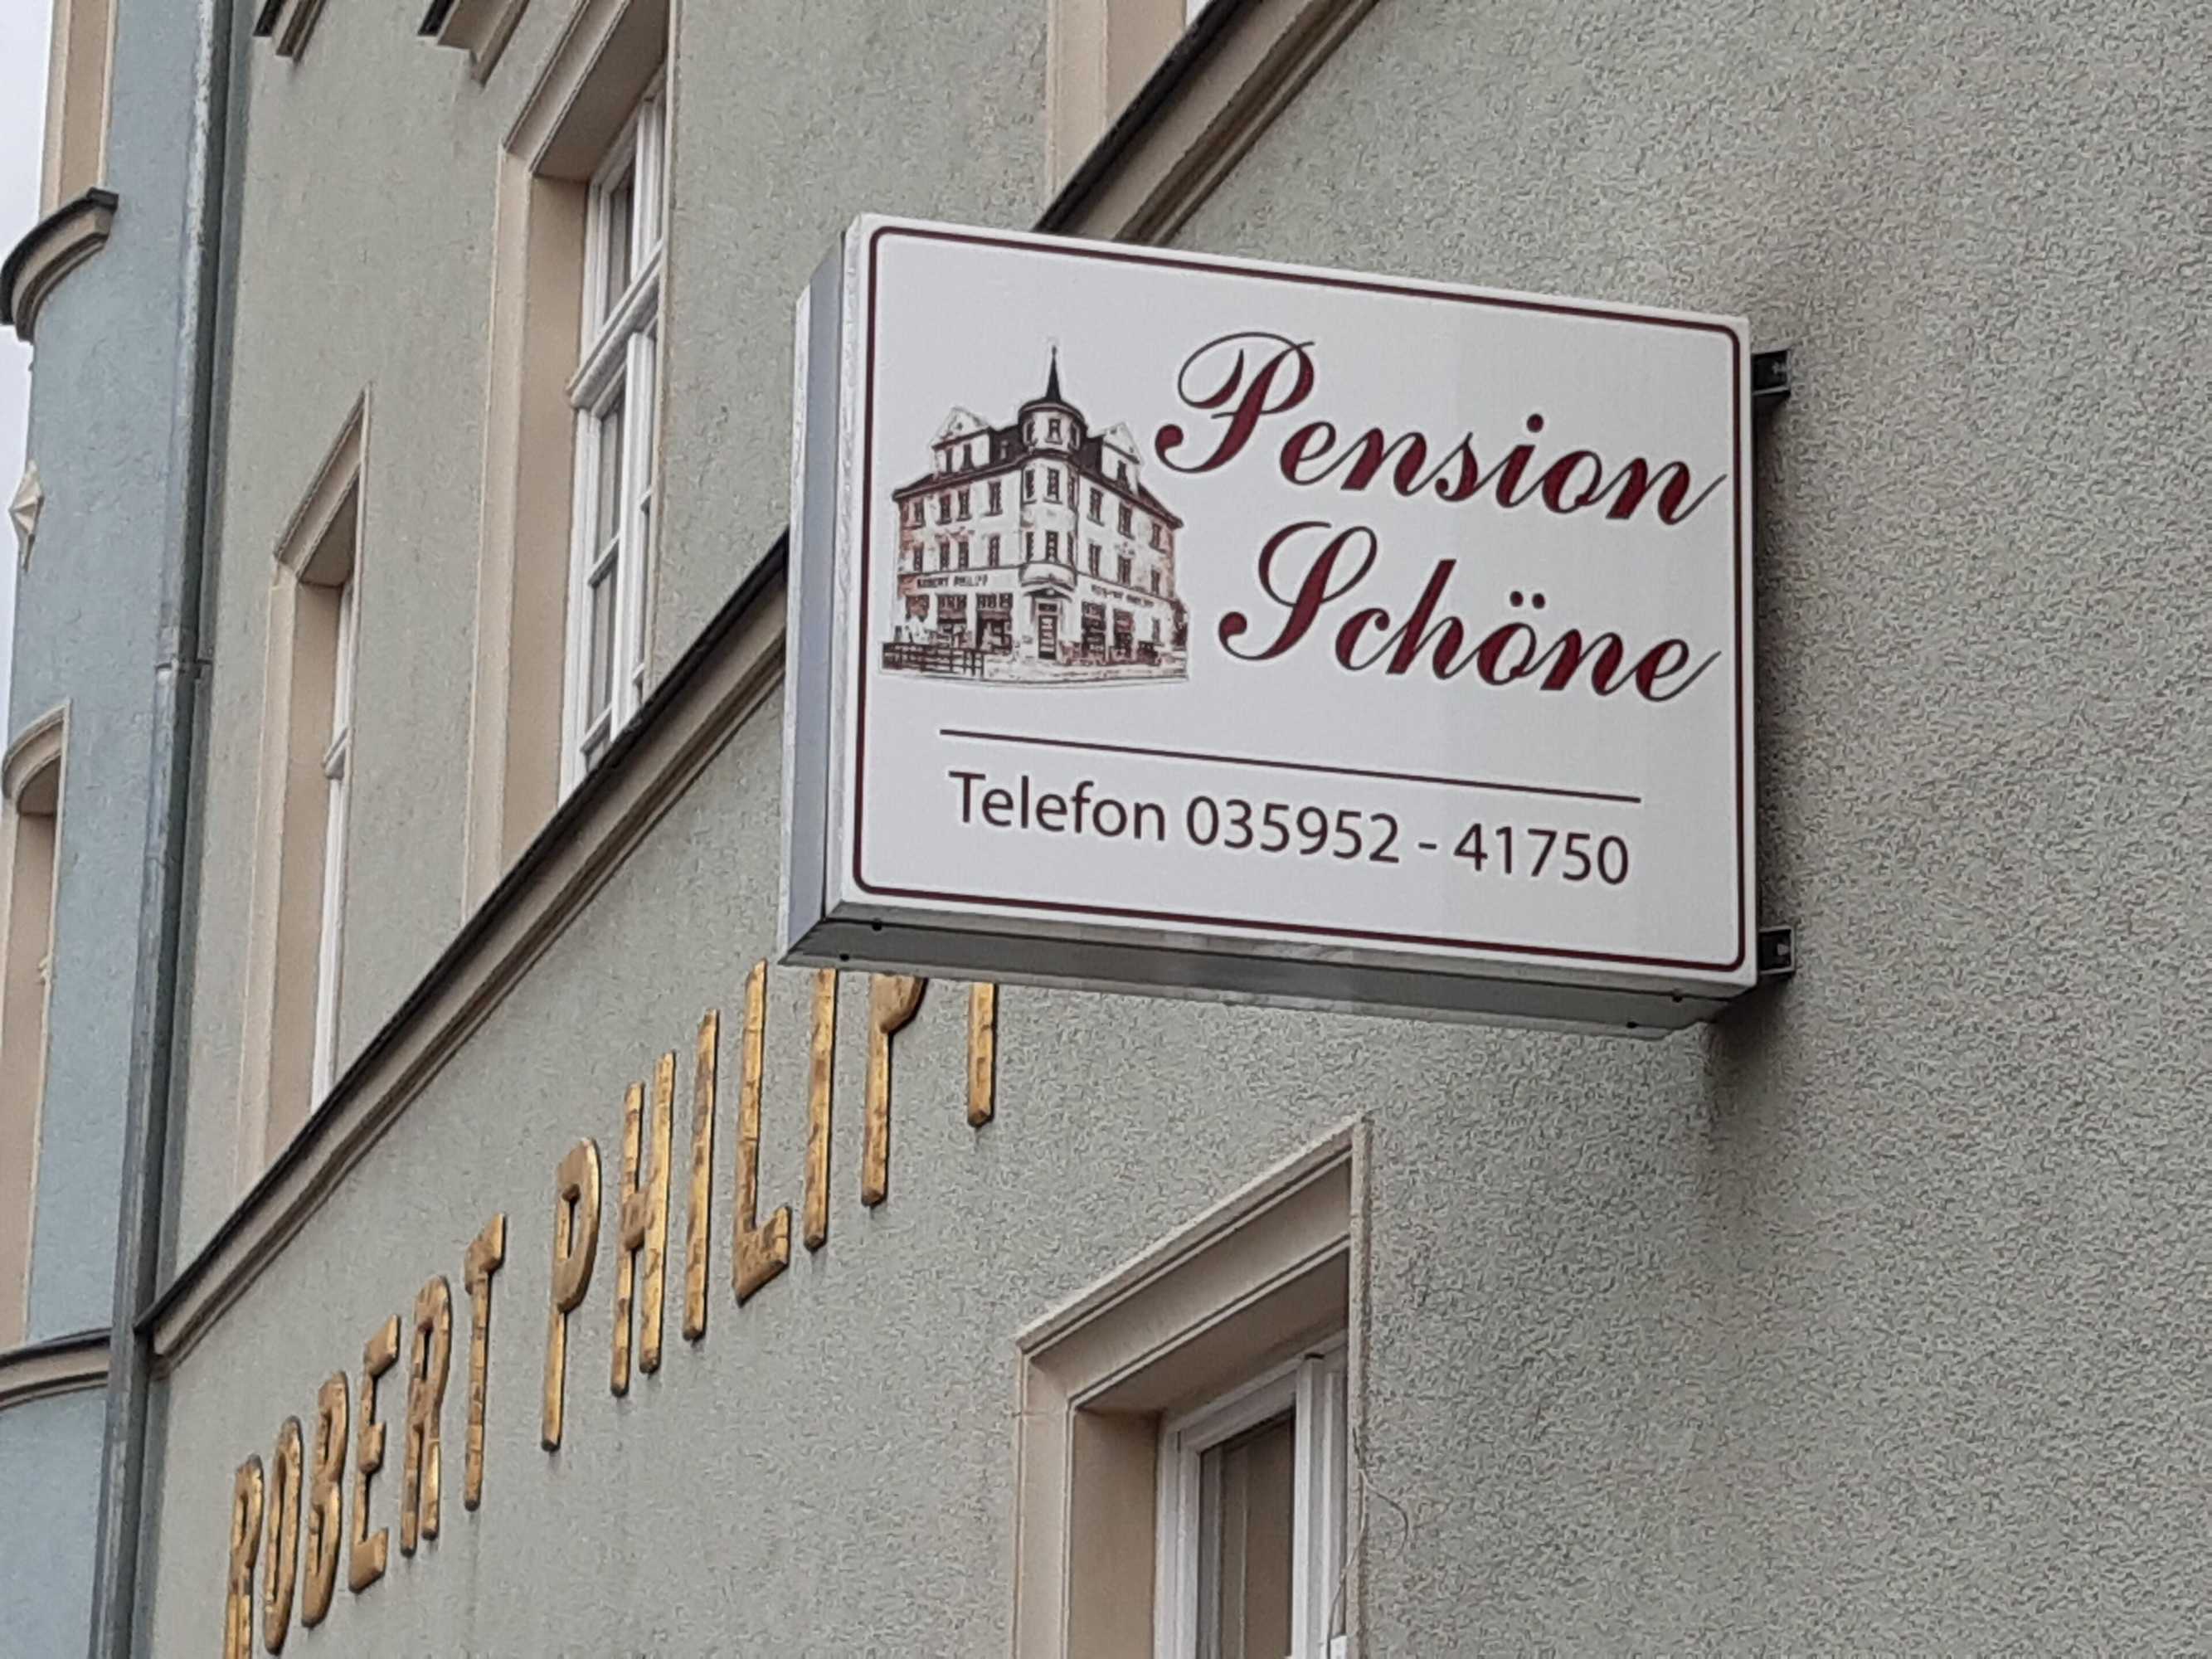 Pension
Schöne
Telefon 035952 - 41750
ROBERT PHILIPP